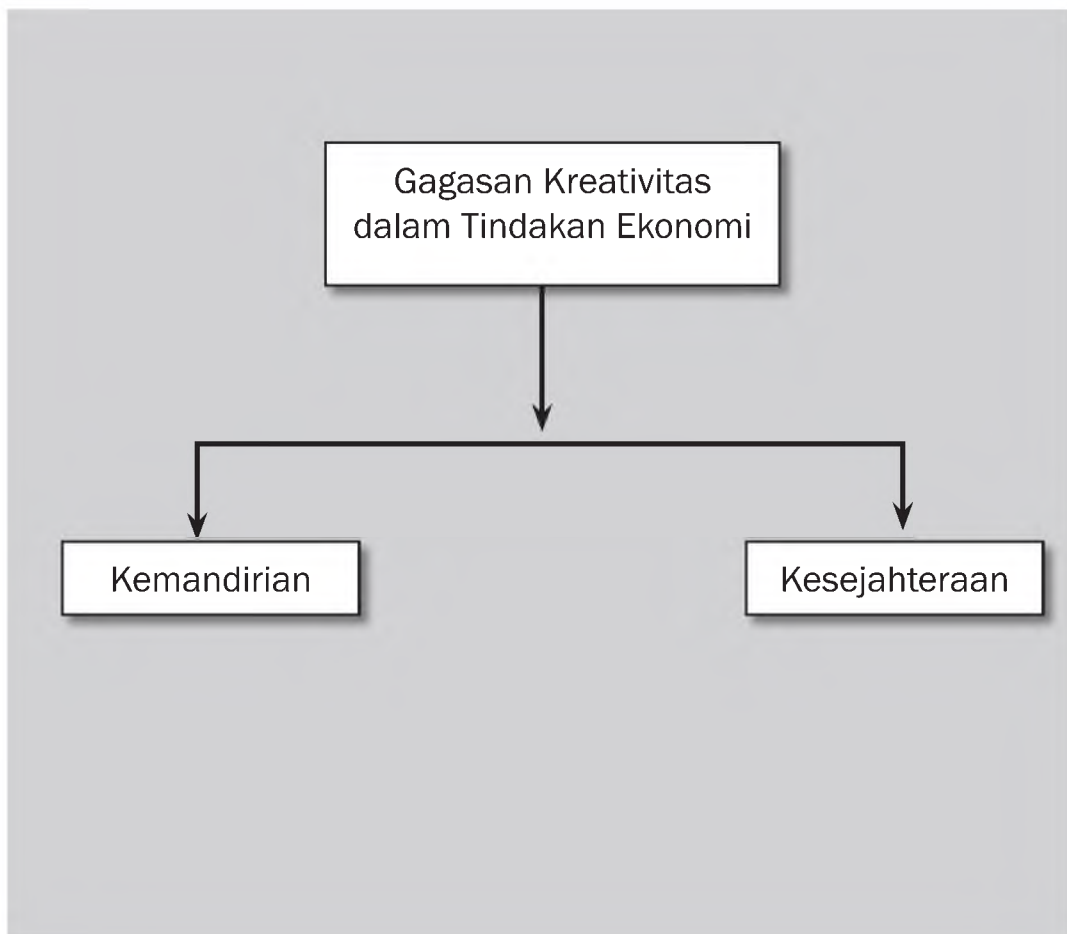 Gagasan Kreativitas
dalam Tindakan Ekonomi
Kemandirian
Kesejahteraan